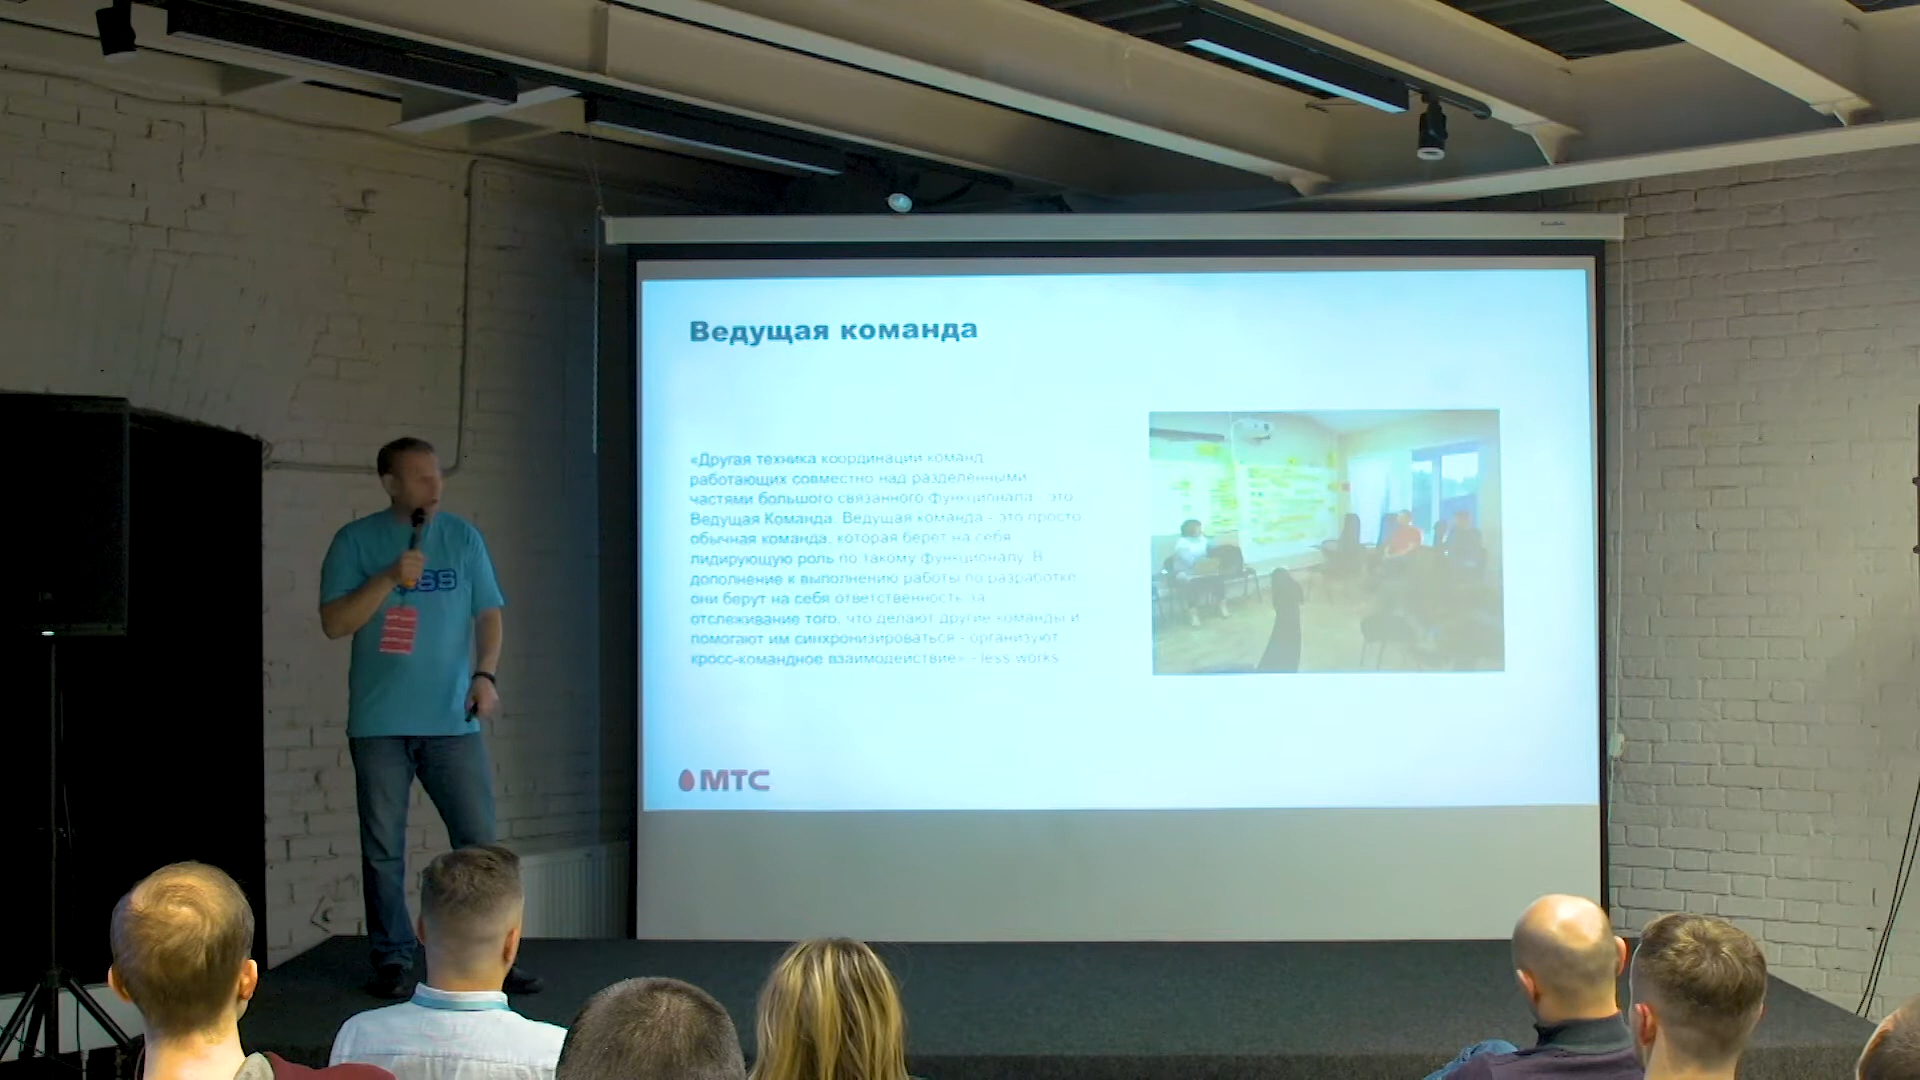 Ведущая команда
«Другая техника координации команд
работающих совместно над разделенными
частями большого связанного функционала - это
Ведущая Команда. Ведущая команда - это просто
обычная команда, которая берет на себя
лидирующую роль по такому функционалу. В
дополнение к выполнению работы по разработке
они берут на себя ответственность за
отслеживание того, что делают другие команды и
помогают им синхронизироваться - организуют
кросс-командное взаимодействие» - less works
МТС